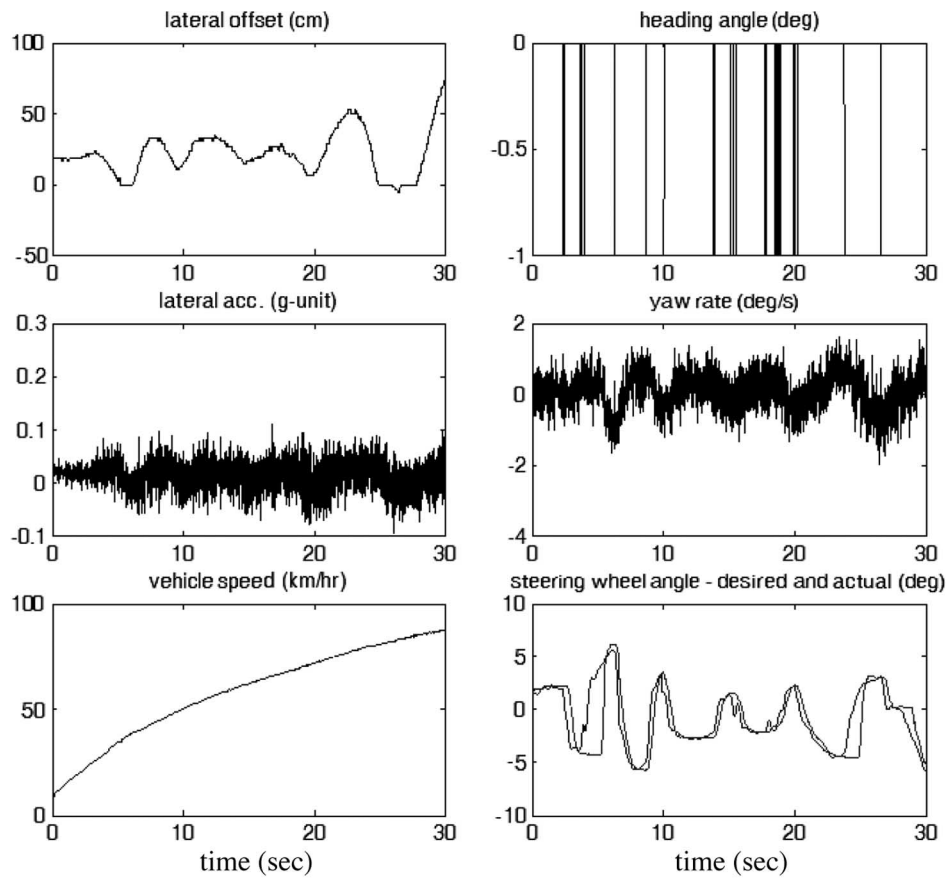 lateral offset (cm)
100
50
0
-50
0 10 20 30
heading angle (deg)
0
-0.5
-1
0 10 20 30
lateral acc. (g-unit)
0.3
0.2
0.1
0
-0.1
0 10 20 30
yaw rate (deg/s)
2
0
-2
-4
0 10 20 30
vehicle speed (km/hr)
100
50
0
0 10 20 30
time (sec)
steering wheel angle - desired and actual (deg)
10
5
0
-5
-10
0 10 20 30
time (sec)